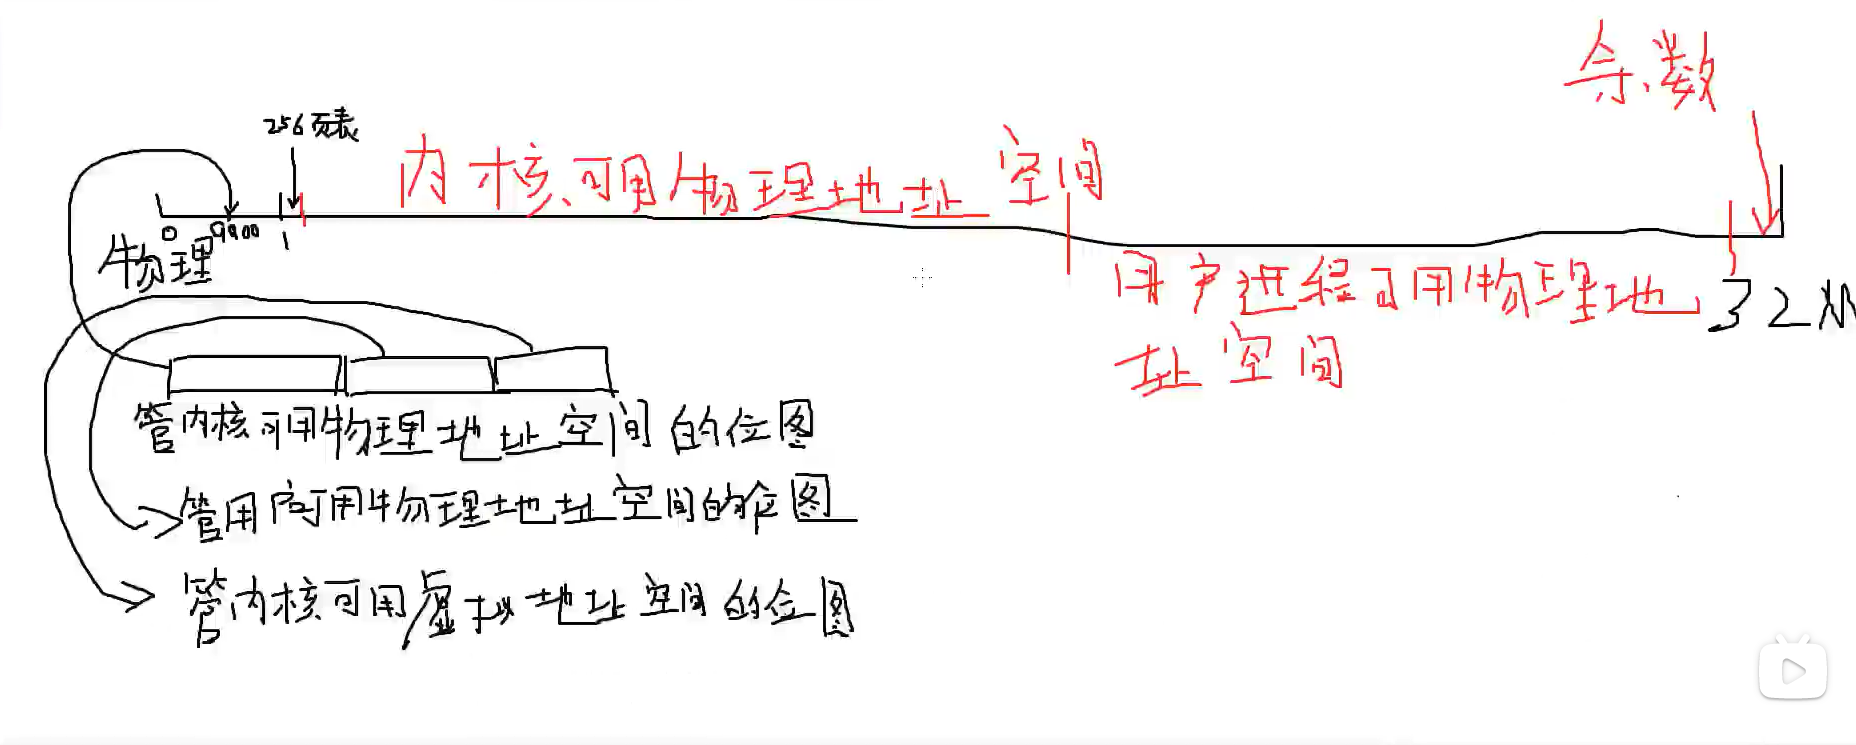 余数
256页表
内核可用物理地址空间
0
9900
1
物理
用户进程可用物理地
址空间
32M
管内核可用物理地址空间的位图
管用户可用物理地址空间的位图
管内核可用虚拟地址空间的位图